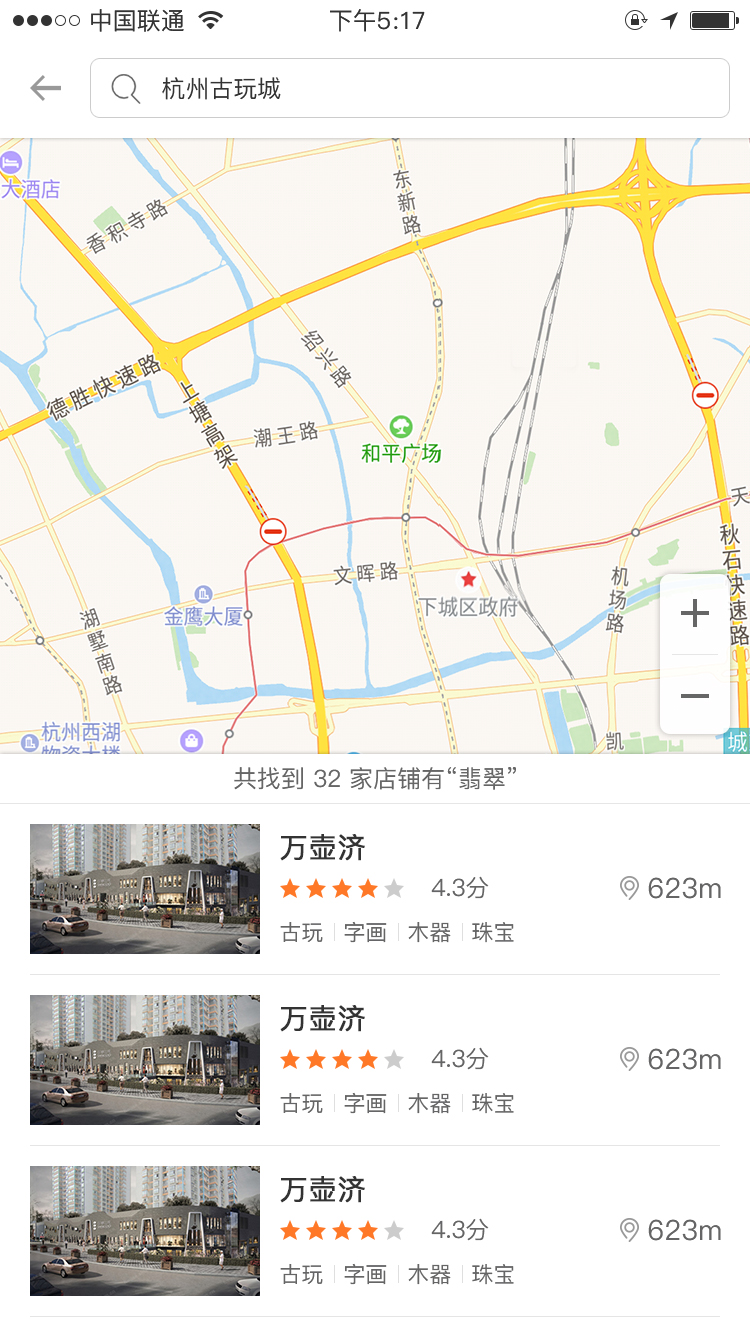 中国联通 下午5:17
杭州古玩城
大酒店
香积寺路
东新路
绍兴路
德胜快速路
上塘高架
潮王路
和平广场
天
秋石快速路
文晖路
下城区政府
机场路
金鹰大厦
湖墅南路
杭州西湖
物资大楼
凯
城
共找到 32 家店铺有“翡翠”
万壶济
4.3分 623m
古玩 字画 木器 珠宝
万壶济
4.3分 623m
古玩 字画 木器 珠宝
万壶济
4.3分 623m
古玩 字画 木器 珠宝